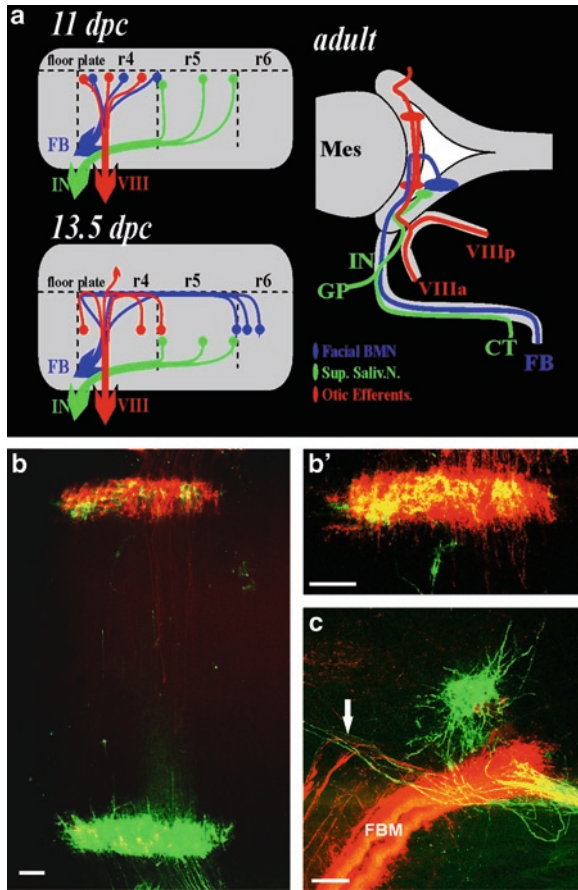 a
11 dpc
floor plate r4 r5 r6
FB
IN VIII
13.5 dpc
floor plate r4 r5 r6
FB
IN VIII
adult
Mes
IN
GP
VIIIp
VIIIa
CT
FB
Facial BMN
Sup. Saliv.N.
Otic Efferents.
b
b'
c
FBM